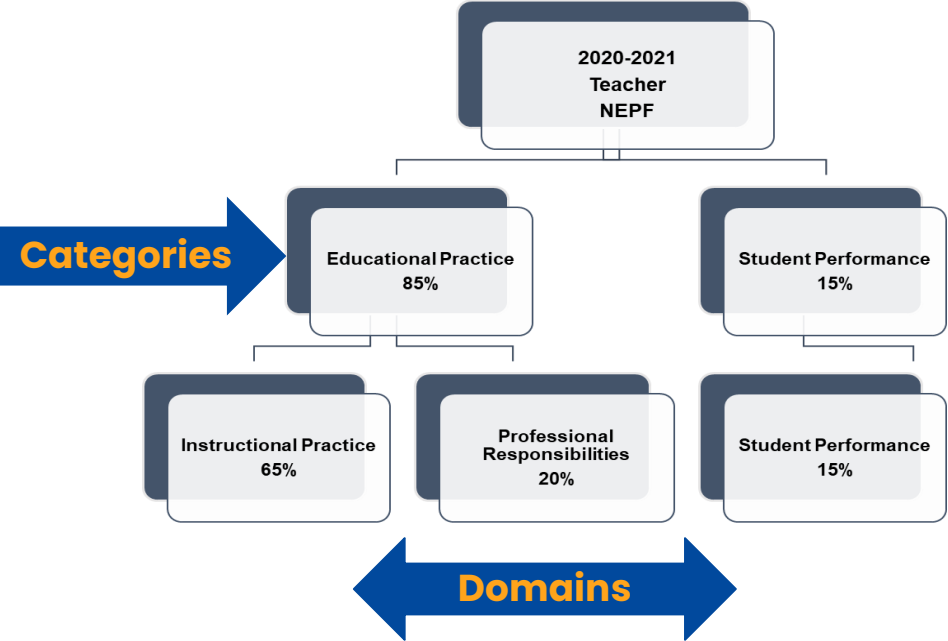 2020-2021
Teacher
NEPF
Categories
Educational Practice
85%
Student Performance
15%
Instructional Practice
65%
Professional
Responsibilities
20%
Student Performance
15%
Domains